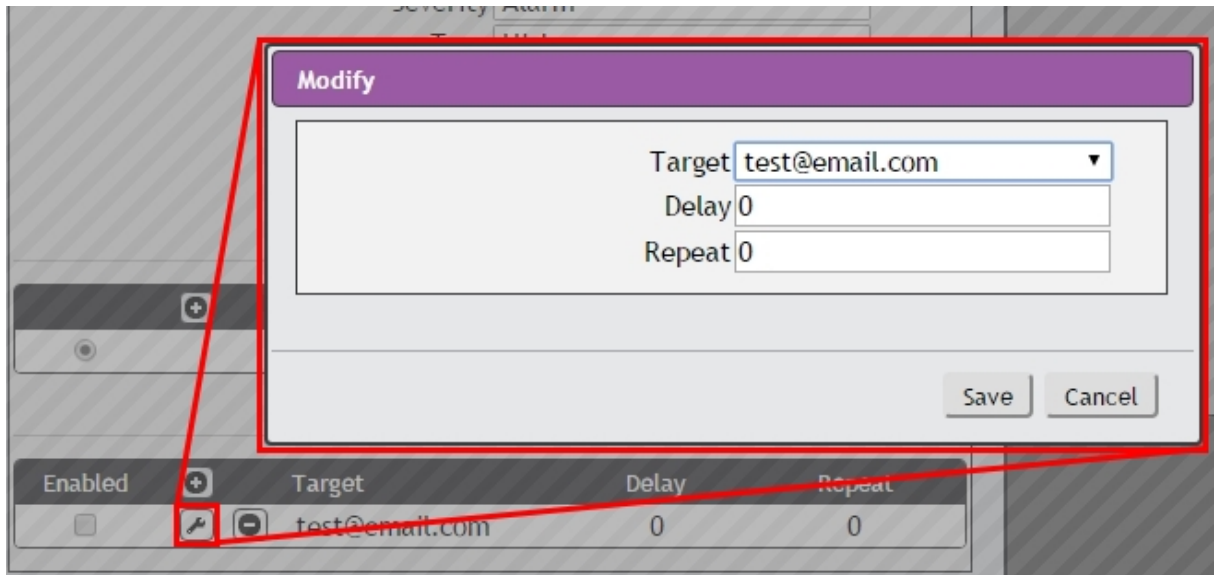 Severity Alarm
Modify
Target test@email.com
Delay 0
Repeat 0
Save Cancel
Enabled Target Delay Repeat
test@email.com 0 0